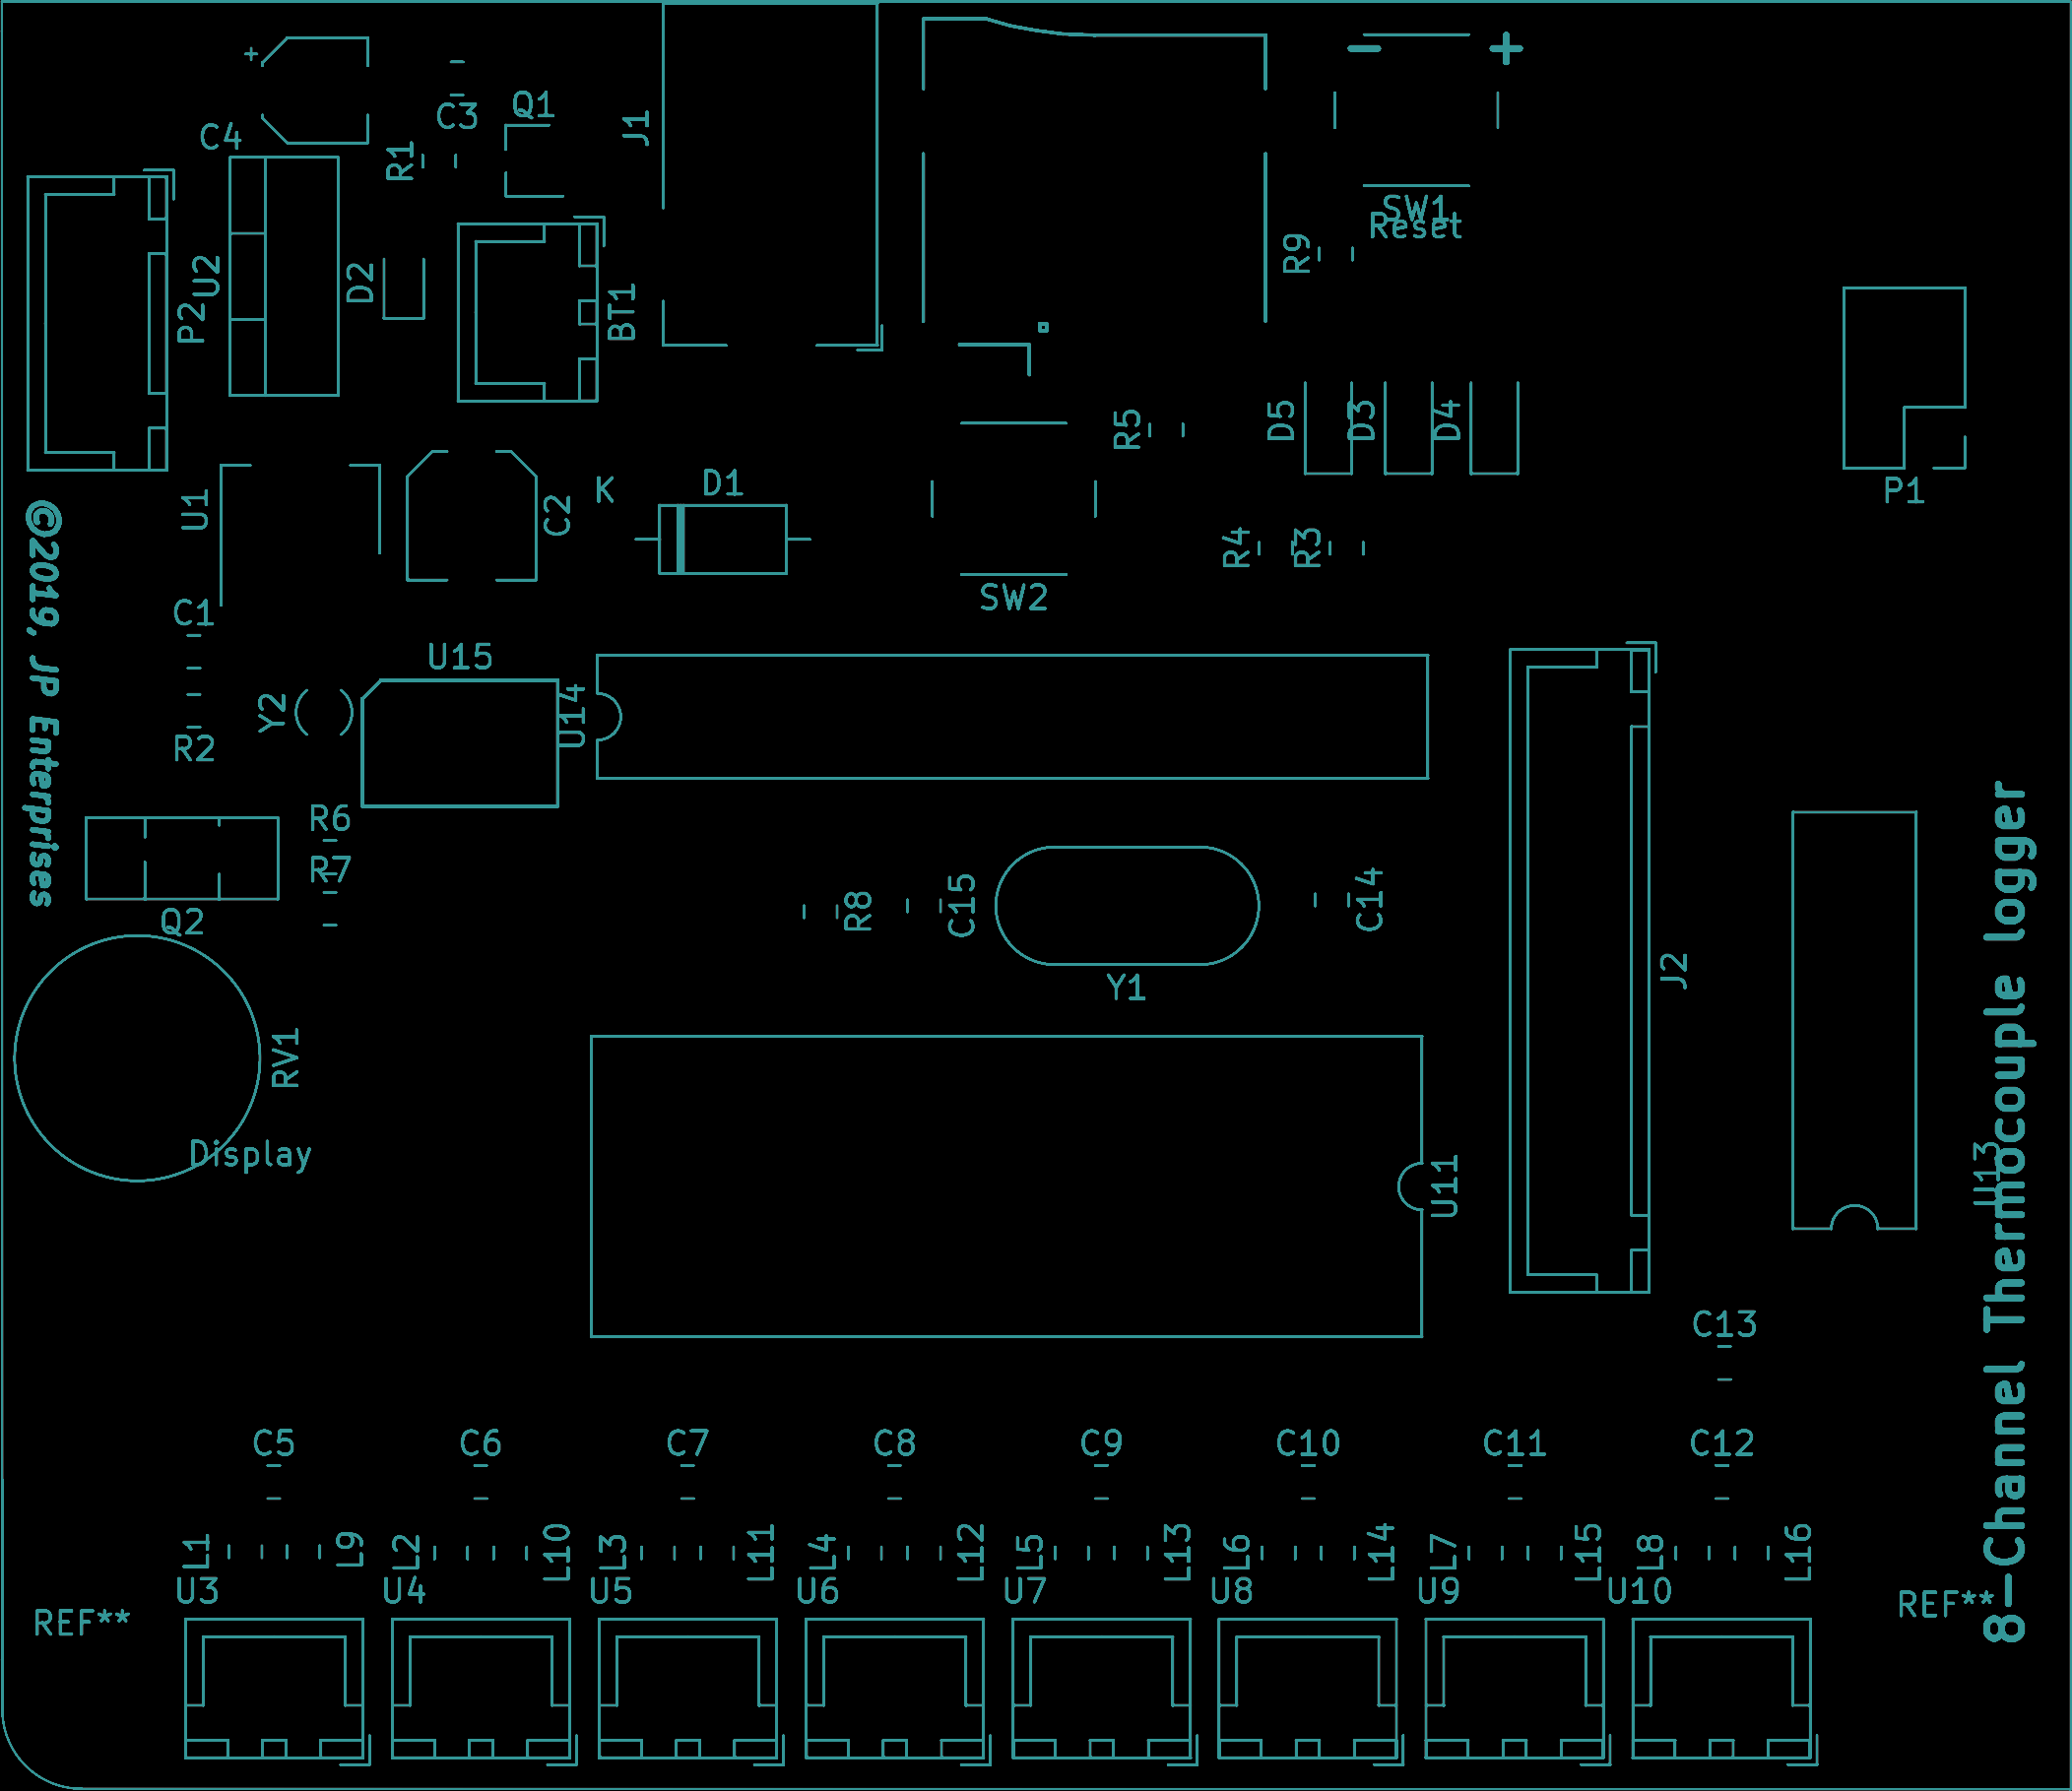 +
C4
C3
Q1
R1
J1
− +
SW1
Reset
R9
P2
U2
D2
BT1
D5
D3
D4
R5
P1
U1
C2
K
D1
SW2
R4
R3
©2019, JP Enterprises
C1
R2
Y2
U15
U14
R6
R7
Q2
R8
C15
Y1
C14
J2
RV1
Display
U11
U13
8-Channel Thermocouple logger
C13
C5
C6
C7
C8
C9
C10
C11
C12
L1
L9
L2
L10
L3
L11
L4
L12
L5
L13
L6
L14
L7
L15
L8
L16
U3
U4
U5
U6
U7
U8
U9
U10
REF**
REF**